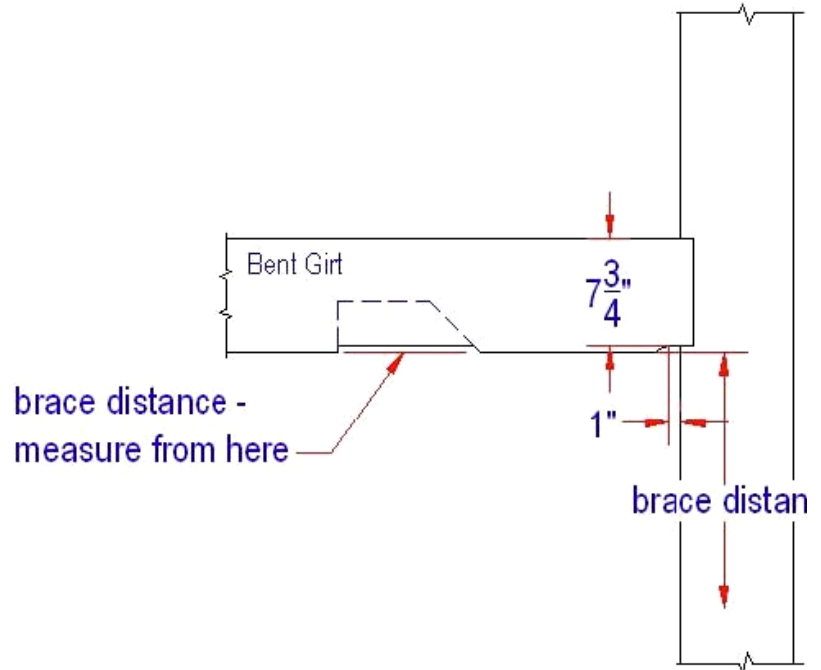 Bent Girt
7 3/4"
brace distance -
measure from here
1"
brace distan